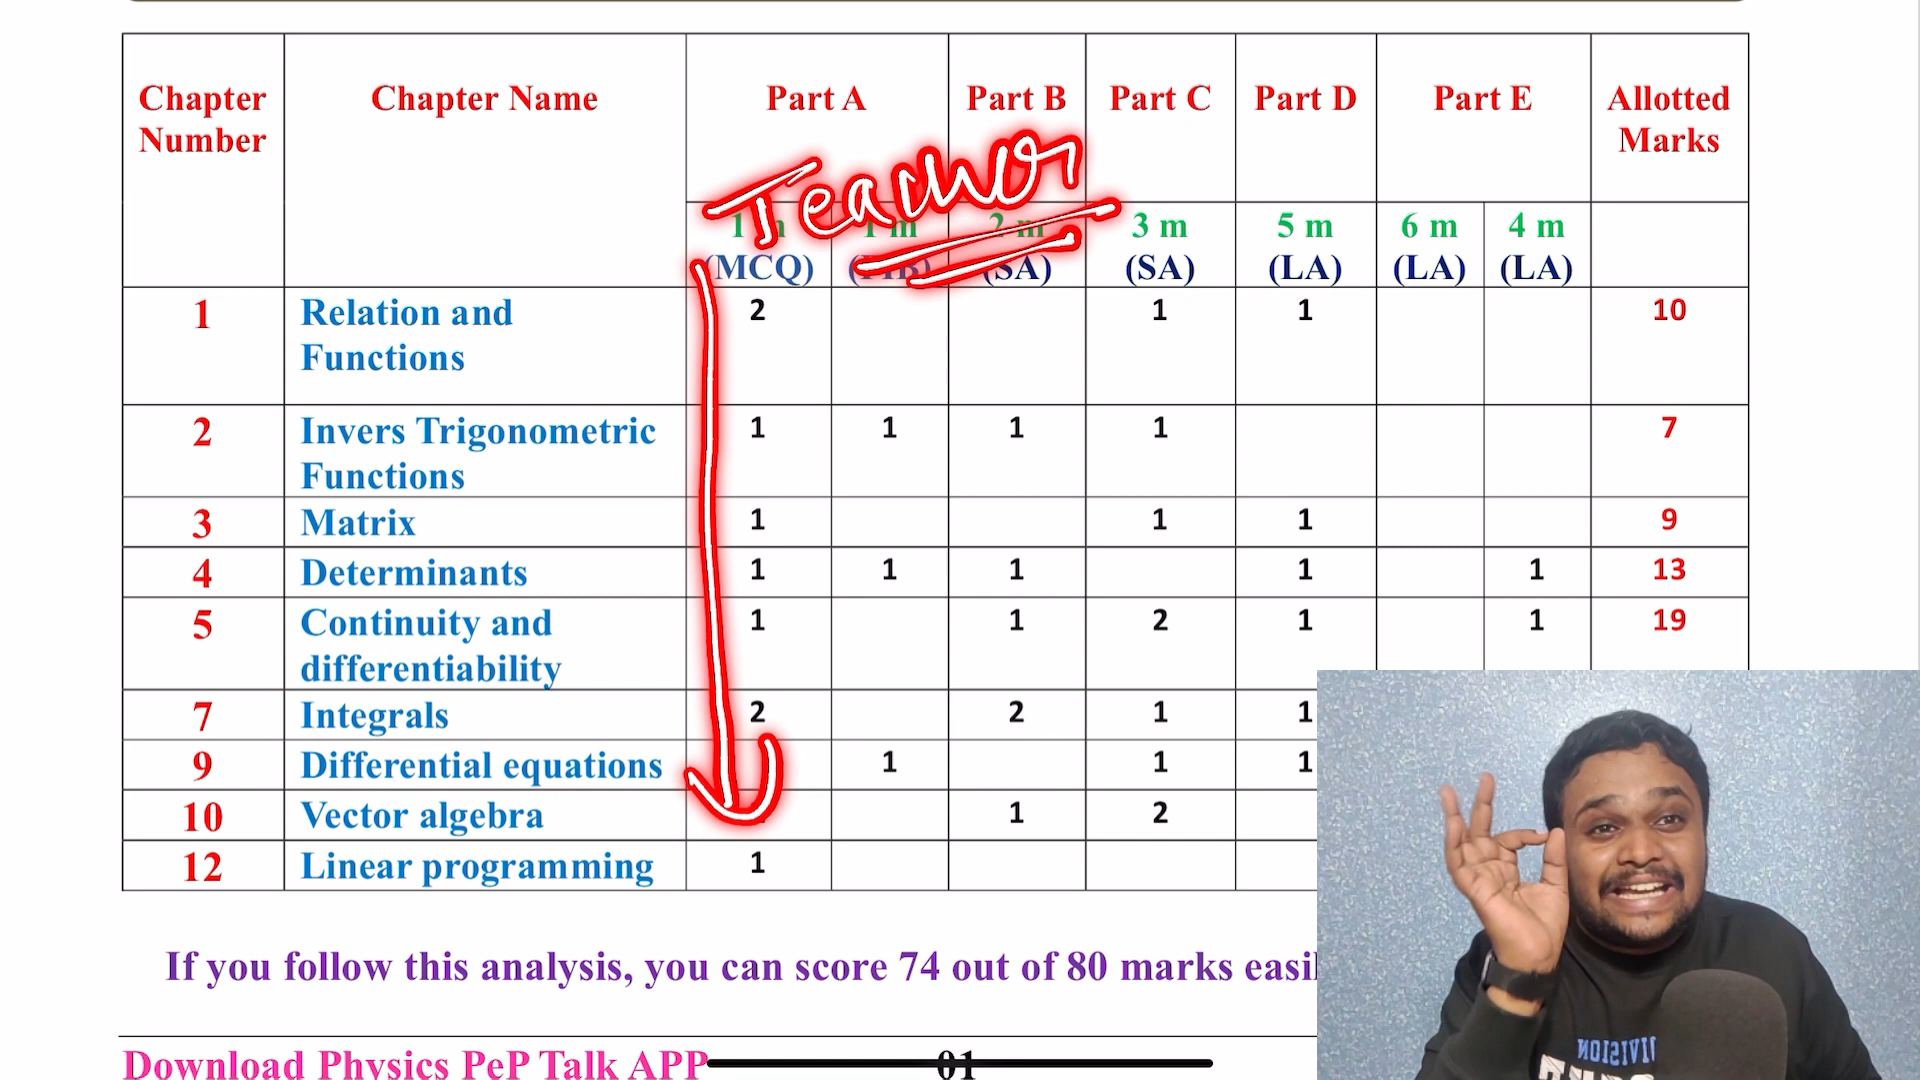 Chapter Number Chapter Name Part A Part B Part C Part D Part E Allotted Marks
Teacher
(MCQ) (SA) 3 m (SA) 5 m (LA) 6 m (LA) 4 m (LA)
1 Relation and Functions 2 1 1 10
2 Invers Trigonometric Functions 1 1 1 1 7
3 Matrix 1 1 1 9
4 Determinants 1 1 1 1 1 13
5 Continuity and differentiability 1 1 2 1 1 19
7 Integrals 2 2 1 1
9 Differential equations 1 1 1
10 Vector algebra 1 2
12 Linear programming 1
If you follow this analysis, you can score 74 out of 80 marks
Download Physics PeP Talk APP 01
DIVISION